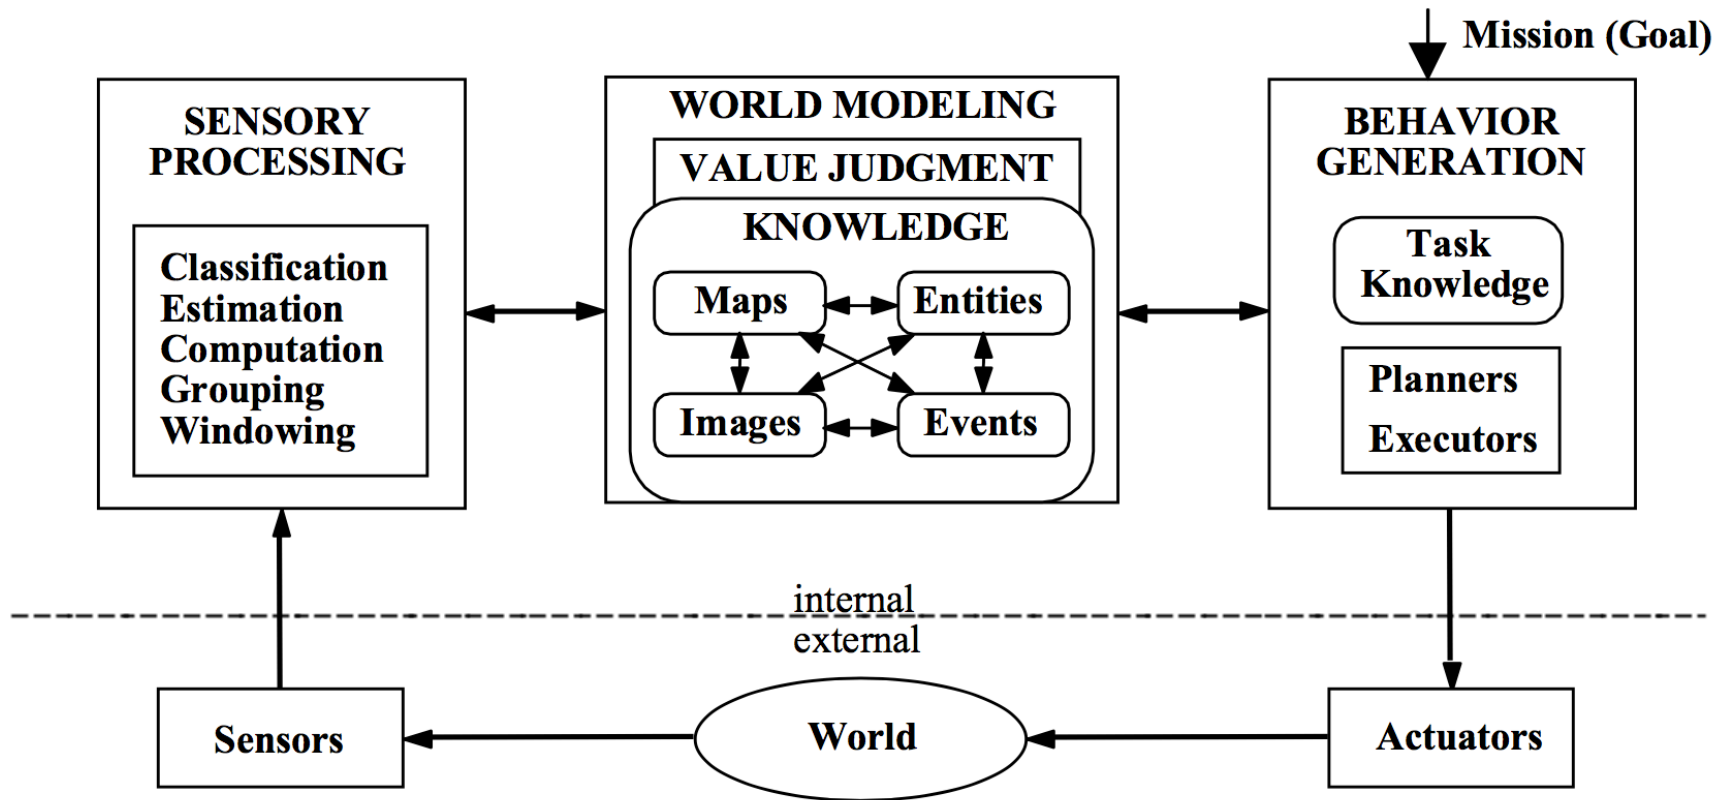 Mission (Goal)
SENSORY
PROCESSING
Classification
Estimation
Computation
Grouping
Windowing
WORLD MODELING
VALUE JUDGMENT
KNOWLEDGE
Maps
Entities
Images
Events
BEHAVIOR
GENERATION
Task
Knowledge
Planners
Executors
internal
external
Sensors
World
Actuators